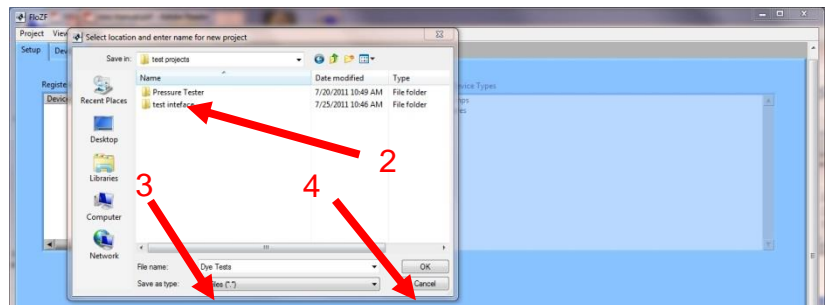 FloZF
Project View
Select location and enter name for new project
Setup Dev
Save in: test projects
Name Date modified Type
Registe
Device
Pressure Tester 7/20/2011 10:49 AM File folder
test inteface 7/25/2011 10:46 AM File folder
Recent Places
Desktop
2
Libraries
3 4
Computer
Network
File name: Dye Tests OK
Save as type: Cancel
evice Types